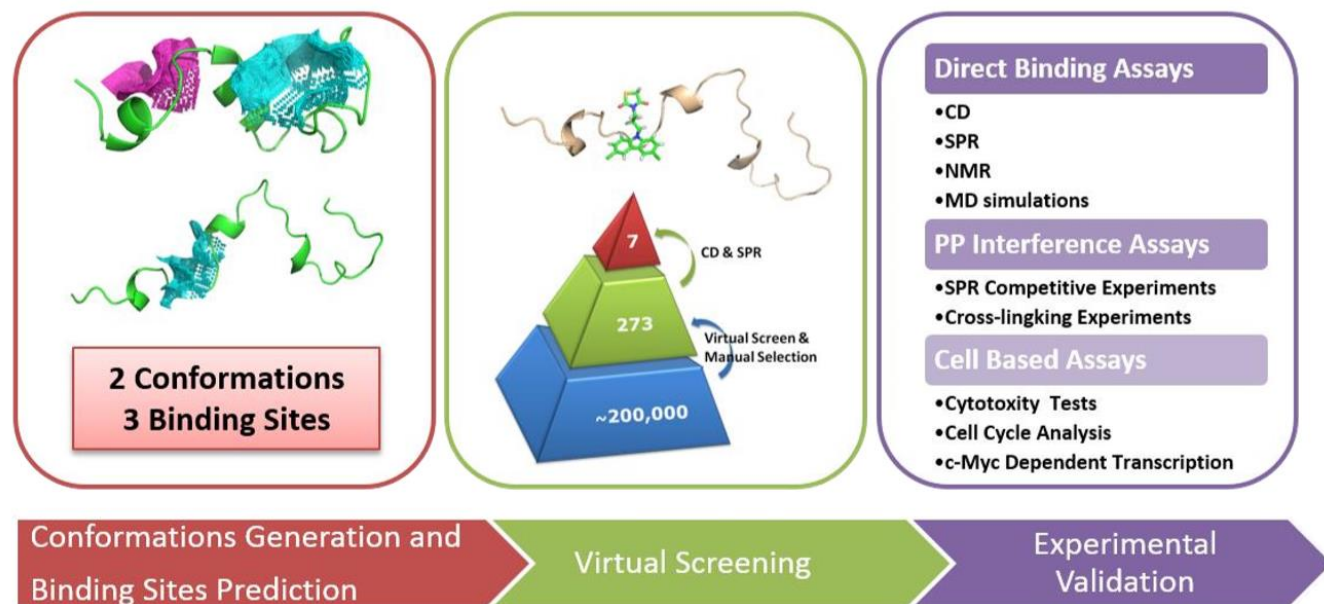 2 Conformations
3 Binding Sites
7
CD & SPR
273
Virtual Screen &
Manual Selection
~200,000
Direct Binding Assays
•CD
•SPR
•NMR
•MD simulations
PP Interference Assays
•SPR Competitive Experiments
•Cross-lingking Experiments
Cell Based Assays
•Cytotoxity Tests
•Cell Cycle Analysis
•c-Myc Dependent Transcription
Conformations Generation and
Binding Sites Prediction
Virtual Screening
Experimental
Validation